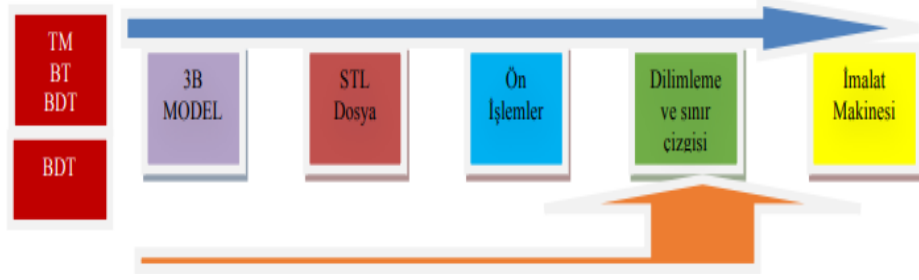 TM
BT
BDT
BDT
3B
MODEL
STL
Dosya
Ön
İşlemler
Dilimleme
ve sınır
çizgisi
İmalat
Makinesi